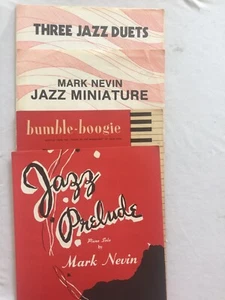 THREE JAZZ DUETS
MARK NEVIN
JAZZ MINIATURE
bumble-boogie
Jazz
Prelude
Piano Solo
by
Mark Nevin